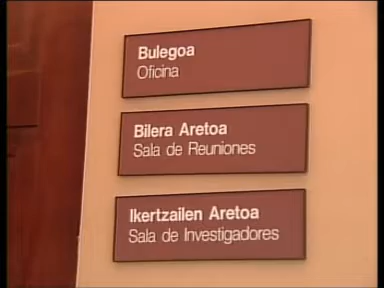 Bulegoa
Oficina
Bilera Aretoa
Sala de Reuniones
Ikertzailen Aretoa
Sala de Investigadores